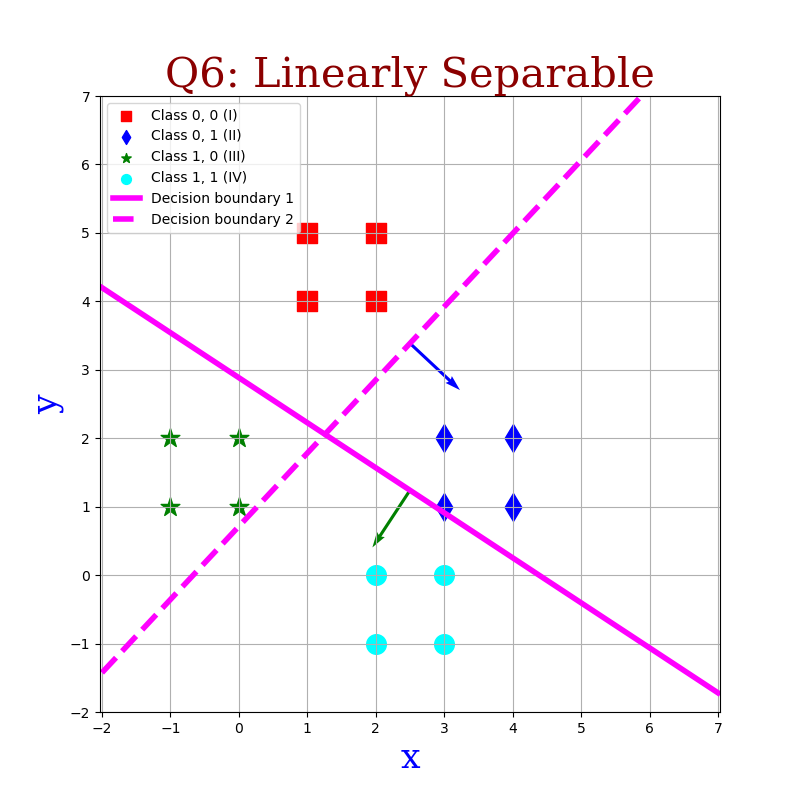 Q6: Linearly Separable
Class 0, 0 (I)
Class 0, 1 (II)
Class 1, 0 (III)
Class 1, 1 (IV)
Decision boundary 1
Decision boundary 2
7
6
5
4
3
2
1
0
−1
−2
y
−2 −1 0 1 2 3 4 5 6 7
x